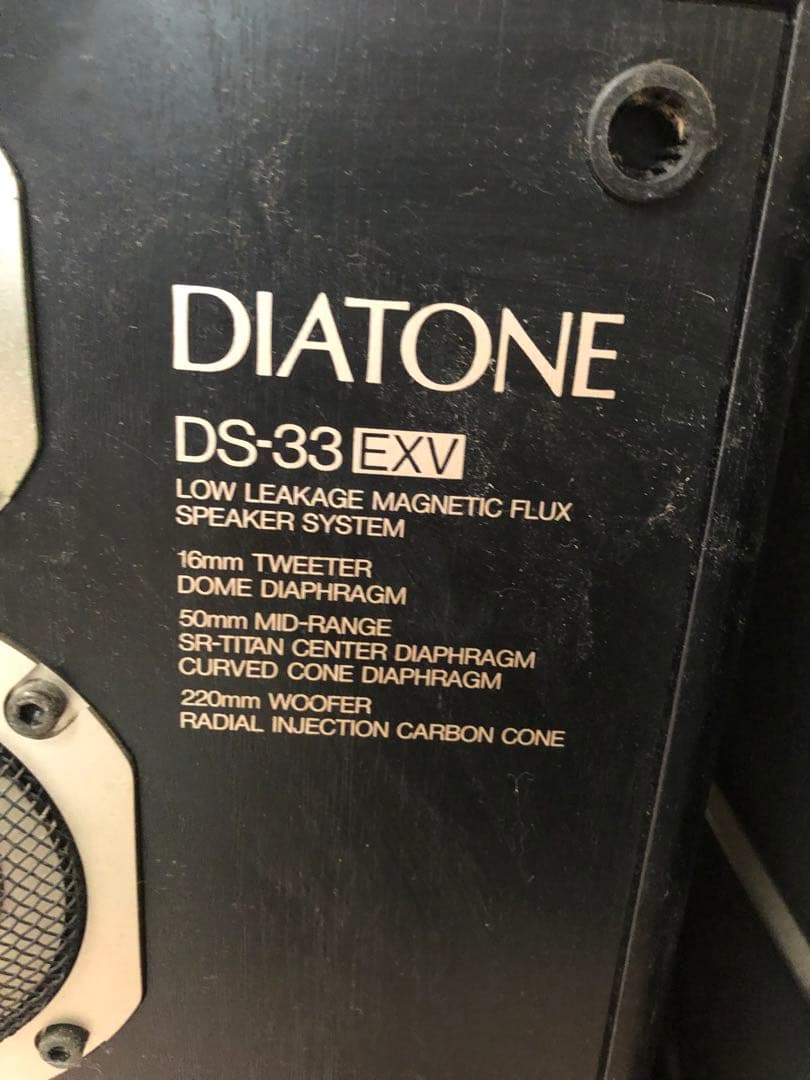 DIATONE
DS-33 EXV
LOW LEAKAGE MAGNETIC FLUX
SPEAKER SYSTEM
16mm TWEETER
DOME DIAPHRAGM
50mm MID-RANGE
SR-TITAN CENTER DIAPHRAGM
CURVED CONE DIAPHRAGM
220mm WOOFER
RADIAL INJECTION CARBON CONE